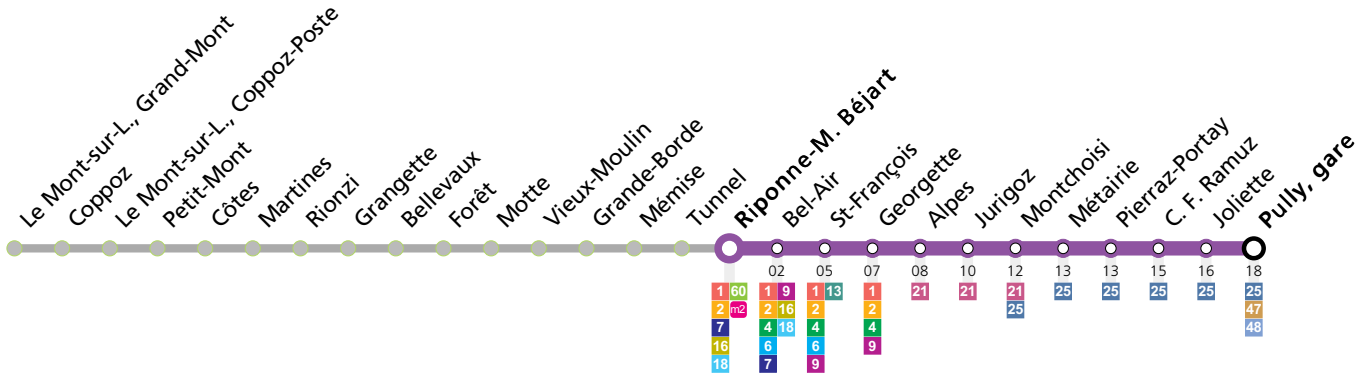 Le Mont-sur-L., Grand-Mont
Coppoz
Le Mont-sur-L., Coppoz-Poste
Petit-Mont
Côtes
Martines
Rionzi
Grangette
Bellevaux
Forêt
Motte
Vieux-Moulin
Grande-Borde
Mémise
Tunnel
Riponne-M. Béjart
Bel-Air
St-François
Georgette
Alpes
Jurigoz
Montchoisi
Métairie
Pierraz-Portay
C. F. Ramuz
Joliette
Pully, gare
02 05 07 08 10 12 13 13 15 16 18
1 60 1 9 1 13 1 21 21 21 25 25 25 25 25
2 m2 2 16 2 2 25 47
7 4 18 4 4 48
16 6 6 9
18 7 9